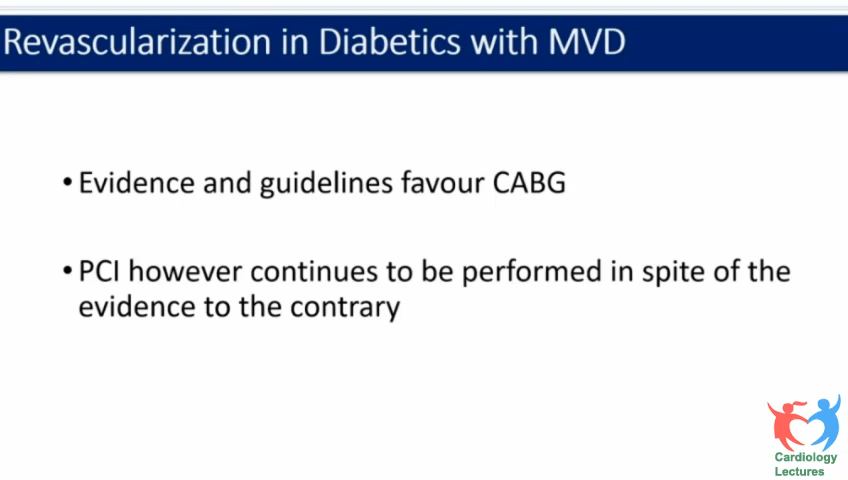 Revascularization in Diabetics with MVD
• Evidence and guidelines favour CABG
• PCI however continues to be performed in spite of the
evidence to the contrary
Cardiology
Lectures